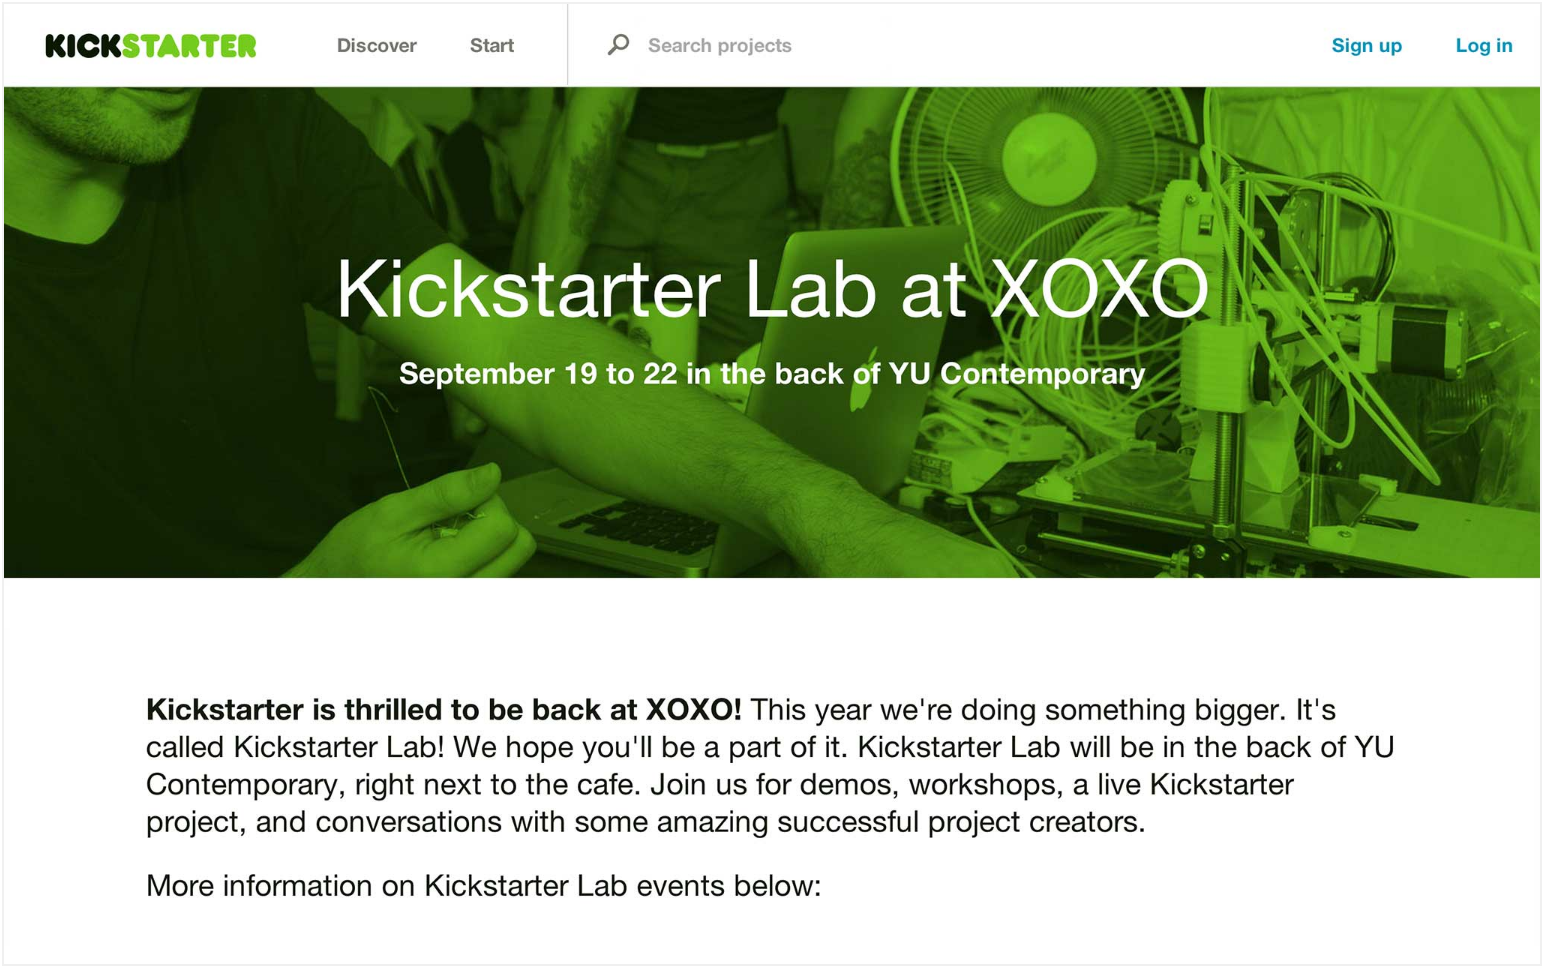 KICKSTARTER
Discover
Start
Search projects
Sign up
Log in
Kickstarter Lab at XOXO
September 19 to 22 in the back of YU Contemporary
Kickstarter is thrilled to be back at XOXO! This year we're doing something bigger. It's
called Kickstarter Lab! We hope you'll be a part of it. Kickstarter Lab will be in the back of YU
Contemporary, right next to the cafe. Join us for demos, workshops, a live Kickstarter
project, and conversations with some amazing successful project creators.
More information on Kickstarter Lab events below: